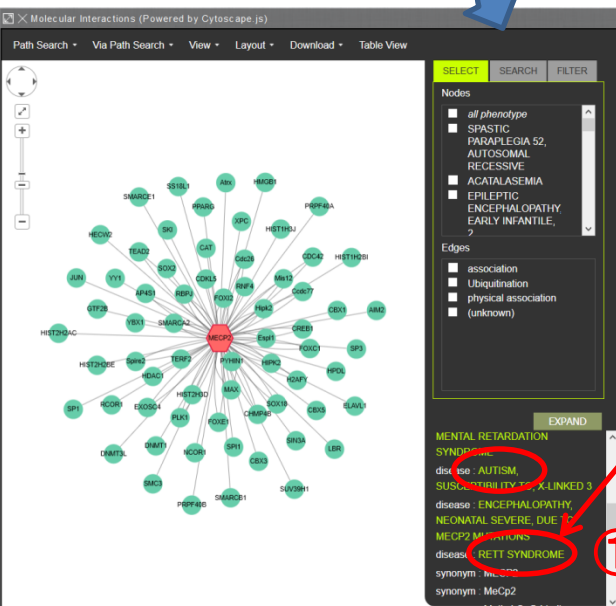 Molecular Interactions (Powered by Cytoscape.js)
Path Search Via Path Search View Layout Download Table View
SELECT SEARCH FILTER
Nodes
all phenotype
SPASTIC
PARAPLEGIA 52,
AUTOSOMAL
RECESSIVE
ACATALASEMIA
EPILEPTIC
ENCEPHALOPATHY,
EARLY INFANTILE,
2
Edges
association
Ubiquitination
physical association
(unknown)
EXPAND
MENTAL RETARDATION
SYNDROME
disease : AUTISM,
SUSCEPTIBILITY TO, X-LINKED 3
disease : ENCEPHALOPATHY,
NEONATAL SEVERE, DUE TO
MECP2 MUTATIONS
disease : RETT SYNDROME
synonym : MECP2
synonym : MeCp2
SS18L1 Atrx HMGB1
SMARCE1 PPARG PRPF40A
XPC HIST1H3J
HECW2 SKI
TEAD2 CAT Cdc26 CDC42 HIST1H2BI
SOX2 Mis12
JUN YY1 CDKL5 RNF4 Ccdc77
AP4S1 RBPJ FOXI2
GTF2B Hipk2 CBX1 AIM2
YBX1 SMARCA2 CREB1
HIST2H2AC MECP2 Espl1 FOXC1 SP3
HIST2H2BE Spire2 TERF2 PYHIN1 HIPK2 HPDL
HDAC1 H2AFY
HIST2H3D MAX
SP1 RCOR1 EXOSC4 SOX18 CBX5 ELAVL1
PLK1 FOXE1 CHMP4B
DNMT3L DNMT1 NCOR1 SPI1 SIN3A LBR
CBX3
SMC3 SUV39H1
PRPF40B SMARCB1